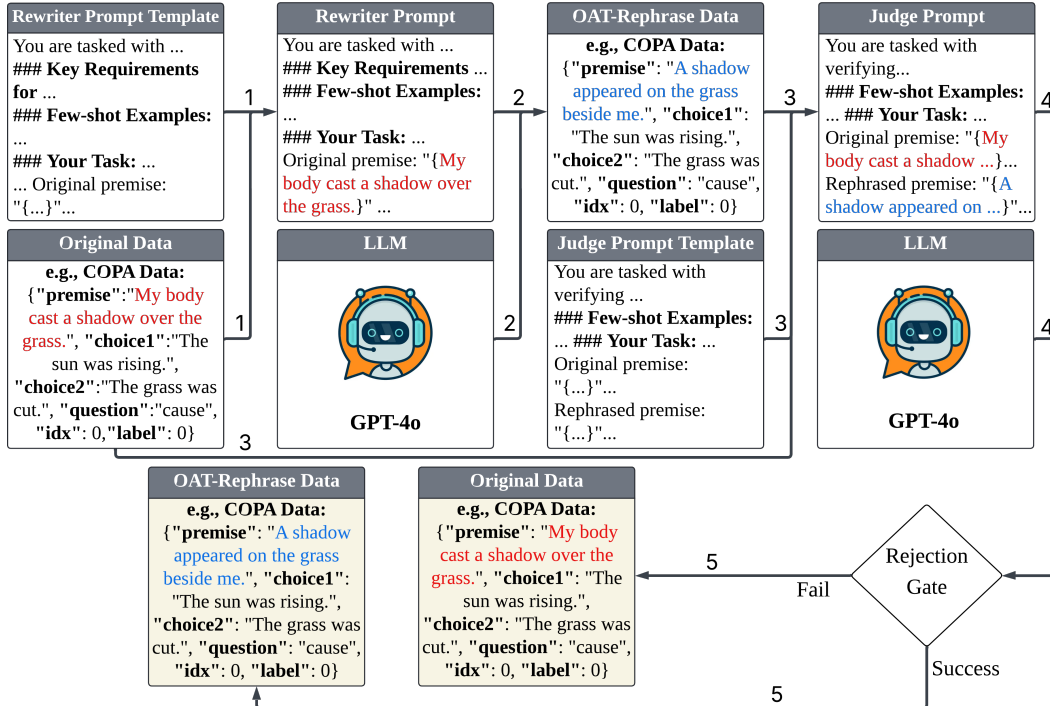 Rewriter Prompt Template
You are tasked with ...
### Key Requirements
for ...
### Few-shot Examples:
...
### Your Task: ...
... Original premise:
"{...}"...
1
Rewriter Prompt
You are tasked with ...
### Key Requirements ...
### Few-shot Examples:
...
### Your Task: ...
Original premise: "{My
body cast a shadow over
the grass.}" ...
2
OAT-Rephrase Data
e.g., COPA Data:
{"premise": "A shadow
appeared on the grass
beside me.", "choice1":
"The sun was rising.",
"choice2": "The grass was
cut.", "question": "cause",
"idx": 0, "label": 0}
3
Judge Prompt
You are tasked with
verifying...
### Few-shot Examples:
... ### Your Task: ...
Original premise: "{My
body cast a shadow ...}...
Rephrased premise: "{A
shadow appeared on ...}"...
4
Original Data
e.g., COPA Data:
{"premise":"My body
cast a shadow over the
grass.", "choice1":"The
sun was rising.",
"choice2":"The grass was
cut.", "question":"cause",
"idx": 0,"label": 0}
1
3
LLM
GPT-4o
2
Judge Prompt Template
You are tasked with
verifying ...
### Few-shot Examples:
... ### Your Task: ...
Original premise:
"{...}"...
Rephrased premise:
"{...}"...
3
LLM
GPT-4o
4
OAT-Rephrase Data
e.g., COPA Data:
{"premise": "A shadow
appeared on the grass
beside me.", "choice1":
"The sun was rising.",
"choice2": "The grass was
cut.", "question": "cause",
"idx": 0, "label": 0}
Original Data
e.g., COPA Data:
{"premise": "My body
cast a shadow over the
grass.", "choice1": "The
sun was rising.",
"choice2": "The grass was
cut.", "question": "cause",
"idx": 0, "label": 0}
5
Fail
Rejection
Gate
Success
5